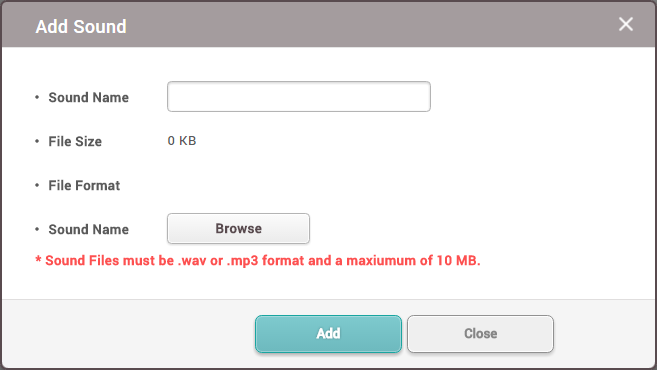 Add Sound
• Sound Name
• File Size 0 KB
• File Format
• Sound Name Browse
* Sound Files must be .wav or .mp3 format and a maxiumum of 10 MB.
Add Close